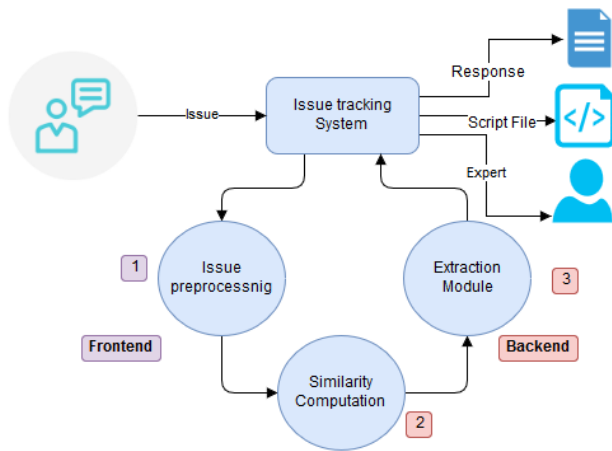 Response
Issue
Issue tracking
System
Script File
</>
Expert
1
Issue
preprocessnig
Extraction
Module
3
Frontend
Backend
Similarity
Computation
2